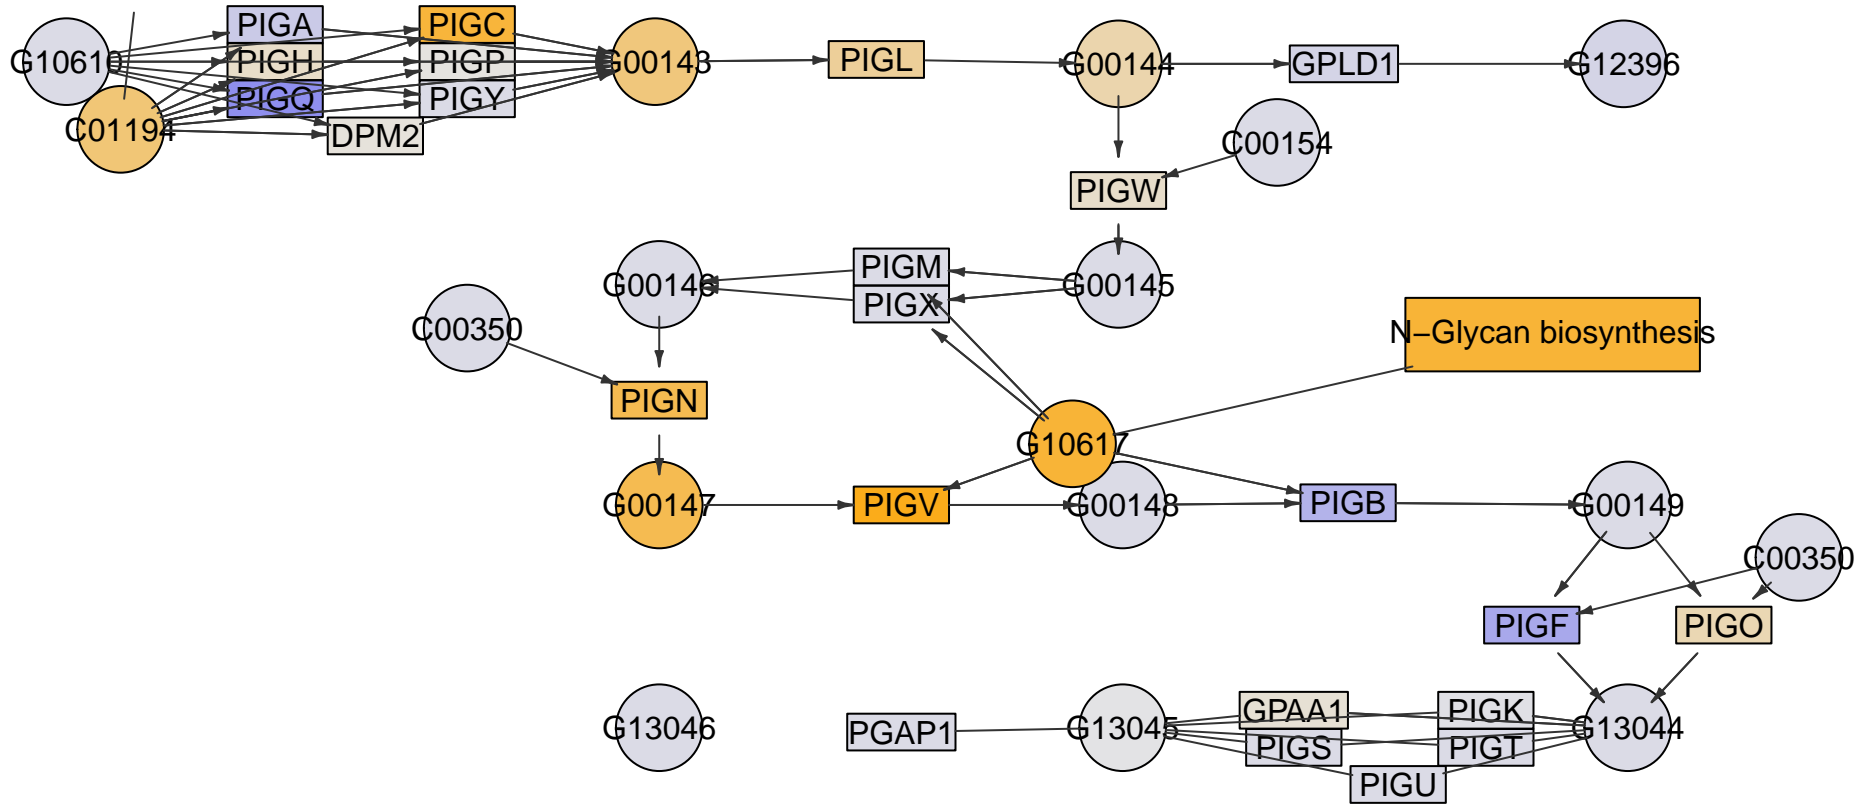 PIGA
PIGC
G10610
PIGH
PIGP
G00143
PIGL
G00144
GPLD1
G12396
PIGQ
PIGY
C01194
DPM2
C00154
PIGW
G00146
PIGM
G00145
PIGX
C00350
N−Glycan biosynthesis
PIGN
G10617
G00147
PIGV
G00148
PIGB
G00149
C00350
PIGF
PIGO
G13046
PGAP1
G13045
GPAA1
PIGK
G13044
PIGS
PIGT
PIGU